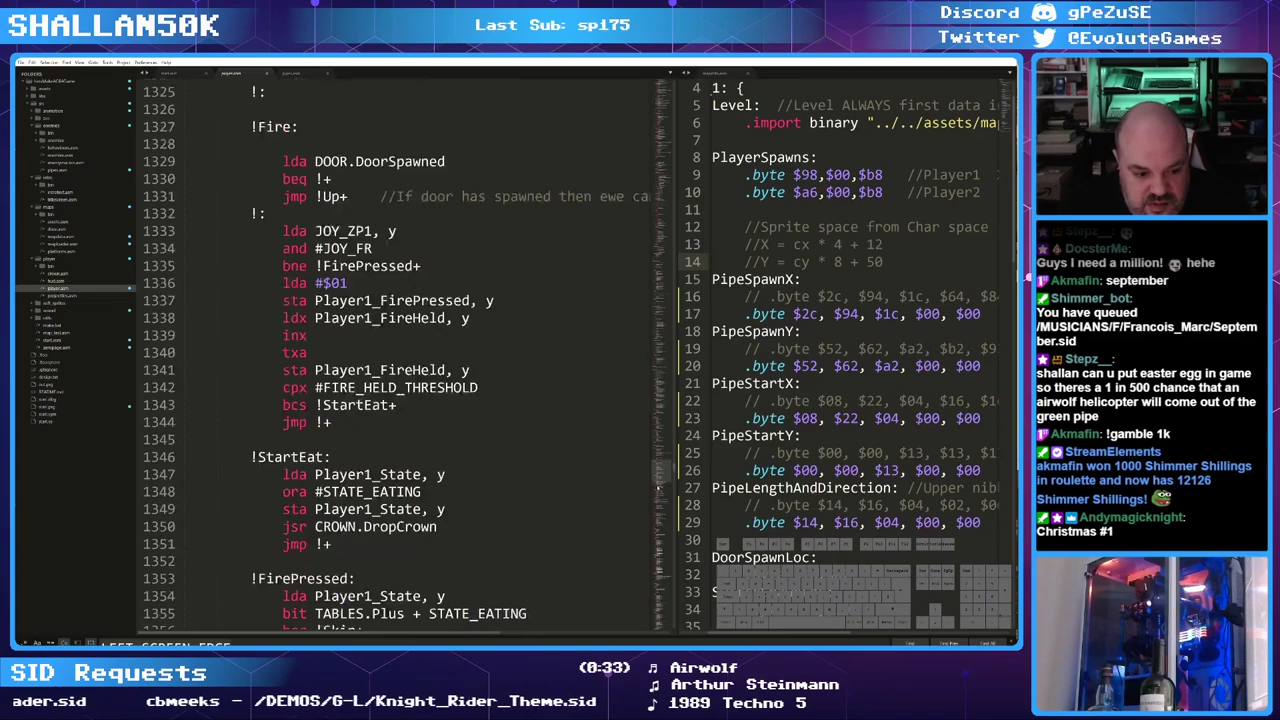 SHALLAN50K
Last Sub: sp175
Discord gPeZuSE
Twitter @EvoluteGames
FOLDERS
1325 !:
1326
1327 !Fire:
1328
1329 lda DOOR.DoorSpawned
1330 beq !+
1331 jmp !Up+ //If door has spawned then ewe ca
1332 !:
1333 lda JOY_ZP1, y
1334 and #JOY_FR
1335 bne !FirePressed+
1336 lda #$01
1337 sta Player1_FirePressed, y
1338 ldx Player1_FireHeld, y
1339 inx
1340 txa
1341 sta Player1_FireHeld, y
1342 cpx #FIRE_HELD_THRESHOLD
1343 bcs !StartEat+
1344 jmp !+
1345
1346 !StartEat:
1347 lda Player1_State, y
1348 ora #STATE_EATING
1349 sta Player1_State, y
1350 jsr CROWN.DropCrown
1351 jmp !+
1352
1353 !FirePressed:
1354 lda Player1_State, y
1355 bit TABLES.Plus + STATE_EATING
4 1: {
5 Level: //Level ALWAYS first data i
6 .import binary "../../assets/ma
7
8 PlayerSpawns:
9 .byte $98,$00,$b8 //Player1
10 .byte $a6,$00,$b8 //Player2
11
12 //Sprite space from Char space
13 //X = cx * 4 + 12
14 //Y = cy * 8 + 50
15 PipeSpawnX:
16 // .byte $2c, $94, $1c, $64, $8
17 .byte $2c, $94, $1c, $00, $00
18 PipeSpawnY:
19 // .byte $52, $62, $a2, $b2, $9
20 .byte $52, $62, $a2, $00, $00
21 PipeStartX:
22 // .byte $08, $22, $04, $16, $1
23 .byte $08, $22, $04, $00, $00
24 PipeStartY:
25 // .byte $00, $00, $13, $13, $1
26 .byte $00, $00, $13, $00, $00
27 PipeLengthAndDirection: //Upper nib
28 // .byte $14, $16, $04, $02, $0
29 .byte $14, $16, $04, $00, $00
30
31 DoorSpawnLoc:
32
33
34
35
Stepz__:
DocsterMe:
Guys I need a million! hehe
Akmafin: september
Shimmer_bot:
You have queued
/MUSICIANS/F/Francois_Marc/Septem
ber.sid
Stepz__:
shallan can u put easter egg in game
so theres a 1 in 500 chance that an
airwolf helicopter will come out of the
green pipe
Akmafin: !gamble 1k
StreamElements
akmafin won 1000 Shimmer Shillings
in roulette and now has 12126
Shimmer Shillings!
Andymagicknight:
Christmas #1
SID Requests
ader.sid cbmeeks - /DEMOS/G-L/Knight_Rider_Theme.sid
(0:33) Airwolf
Arthur Steinmann
1989 Techno 5